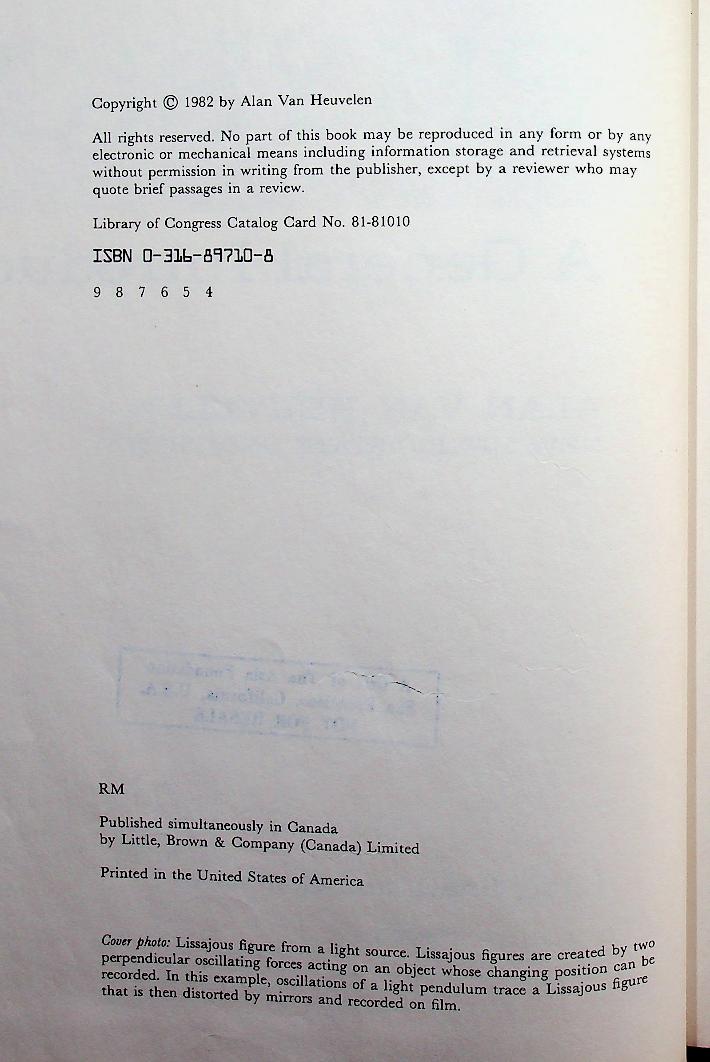 Copyright © 1982 by Alan Van Heuvelen
All rights reserved. No part of this book may be reproduced in any form or by any
electronic or mechanical means including information storage and retrieval systems
without permission in writing from the publisher, except by a reviewer who may
quote brief passages in a review.
Library of Congress Catalog Card No. 81-81010
ISBN 0-316-89710-8
9 8 7 6 5 4
RM
Published simultaneously in Canada
by Little, Brown & Company (Canada) Limited
Printed in the United States of America
Cover photo: Lissajous figure from a light source. Lissajous figures are created by two
perpendicular oscillating forces acting on an object whose changing position can be
recorded. In this example, oscillations of a light pendulum trace a Lissajous figure
that is then distorted by mirrors and recorded on film.